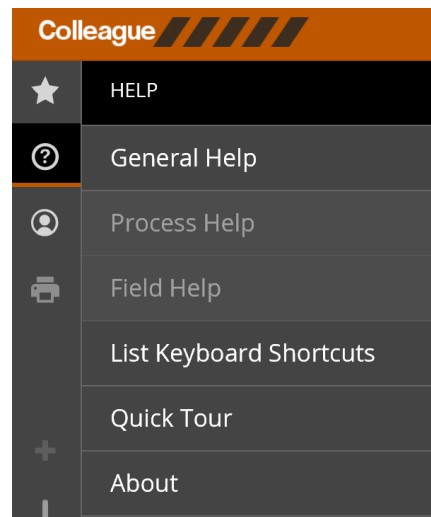 Colleague
HELP
General Help
Process Help
Field Help
List Keyboard Shortcuts
Quick Tour
About